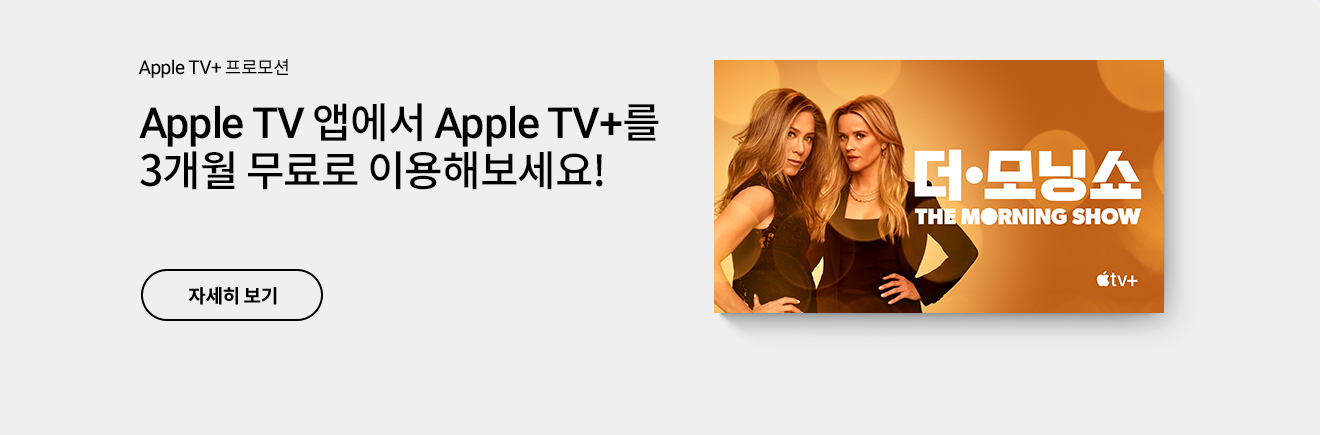 Apple TV+ 프로모션
Apple TV 앱에서 Apple TV+를
3개월 무료로 이용해보세요!
자세히 보기
더·모닝쇼
THE MORNING SHOW
tv+